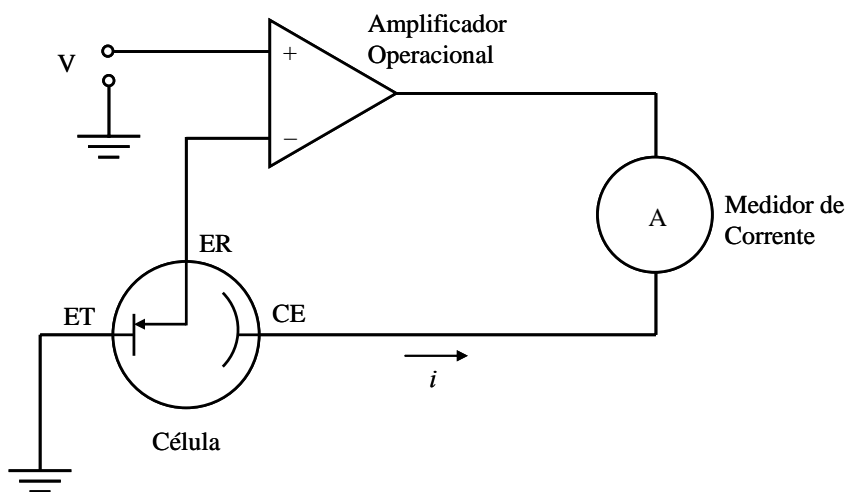 Amplificador
Operacional
V
+
−
A
Medidor de
Corrente
ER
ET
CE
i
Célula